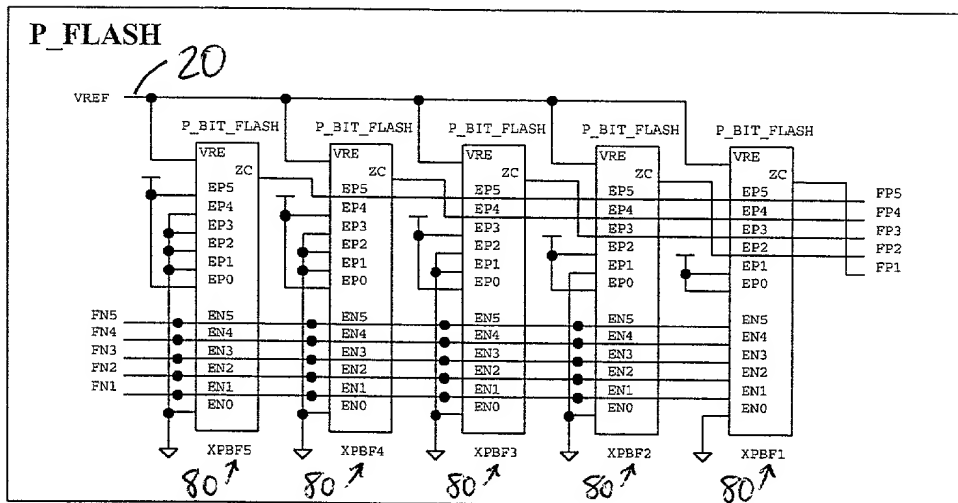 P_FLASH
20
VREF
P_BIT_FLASH P_BIT_FLASH P_BIT_FLASH P_BIT_FLASH P_BIT_FLASH
VRE VRE VRE VRE VRE
ZC ZC ZC ZC ZC
EP5 EP5 EP5 EP5 EP5 FP5
EP4 EP4 EP4 EP4 EP4 FP4
EP3 EP3 EP3 EP3 EP3 FP3
EP2 EP2 EP2 EP2 EP2 FP2
EP1 EP1 EP1 EP1 EP1 FP1
EP0 EP0 EP0 EP0 EP0
FN5 EN5 EN5 EN5 EN5 EN5
FN4 EN4 EN4 EN4 EN4 EN4
FN3 EN3 EN3 EN3 EN3 EN3
FN2 EN2 EN2 EN2 EN2 EN2
FN1 EN1 EN1 EN1 EN1 EN1
EN0 EN0 EN0 EN0 EN0
XPBF5 XPBF4 XPBF3 XPBF2 XPBF1
80 80 80 80 80